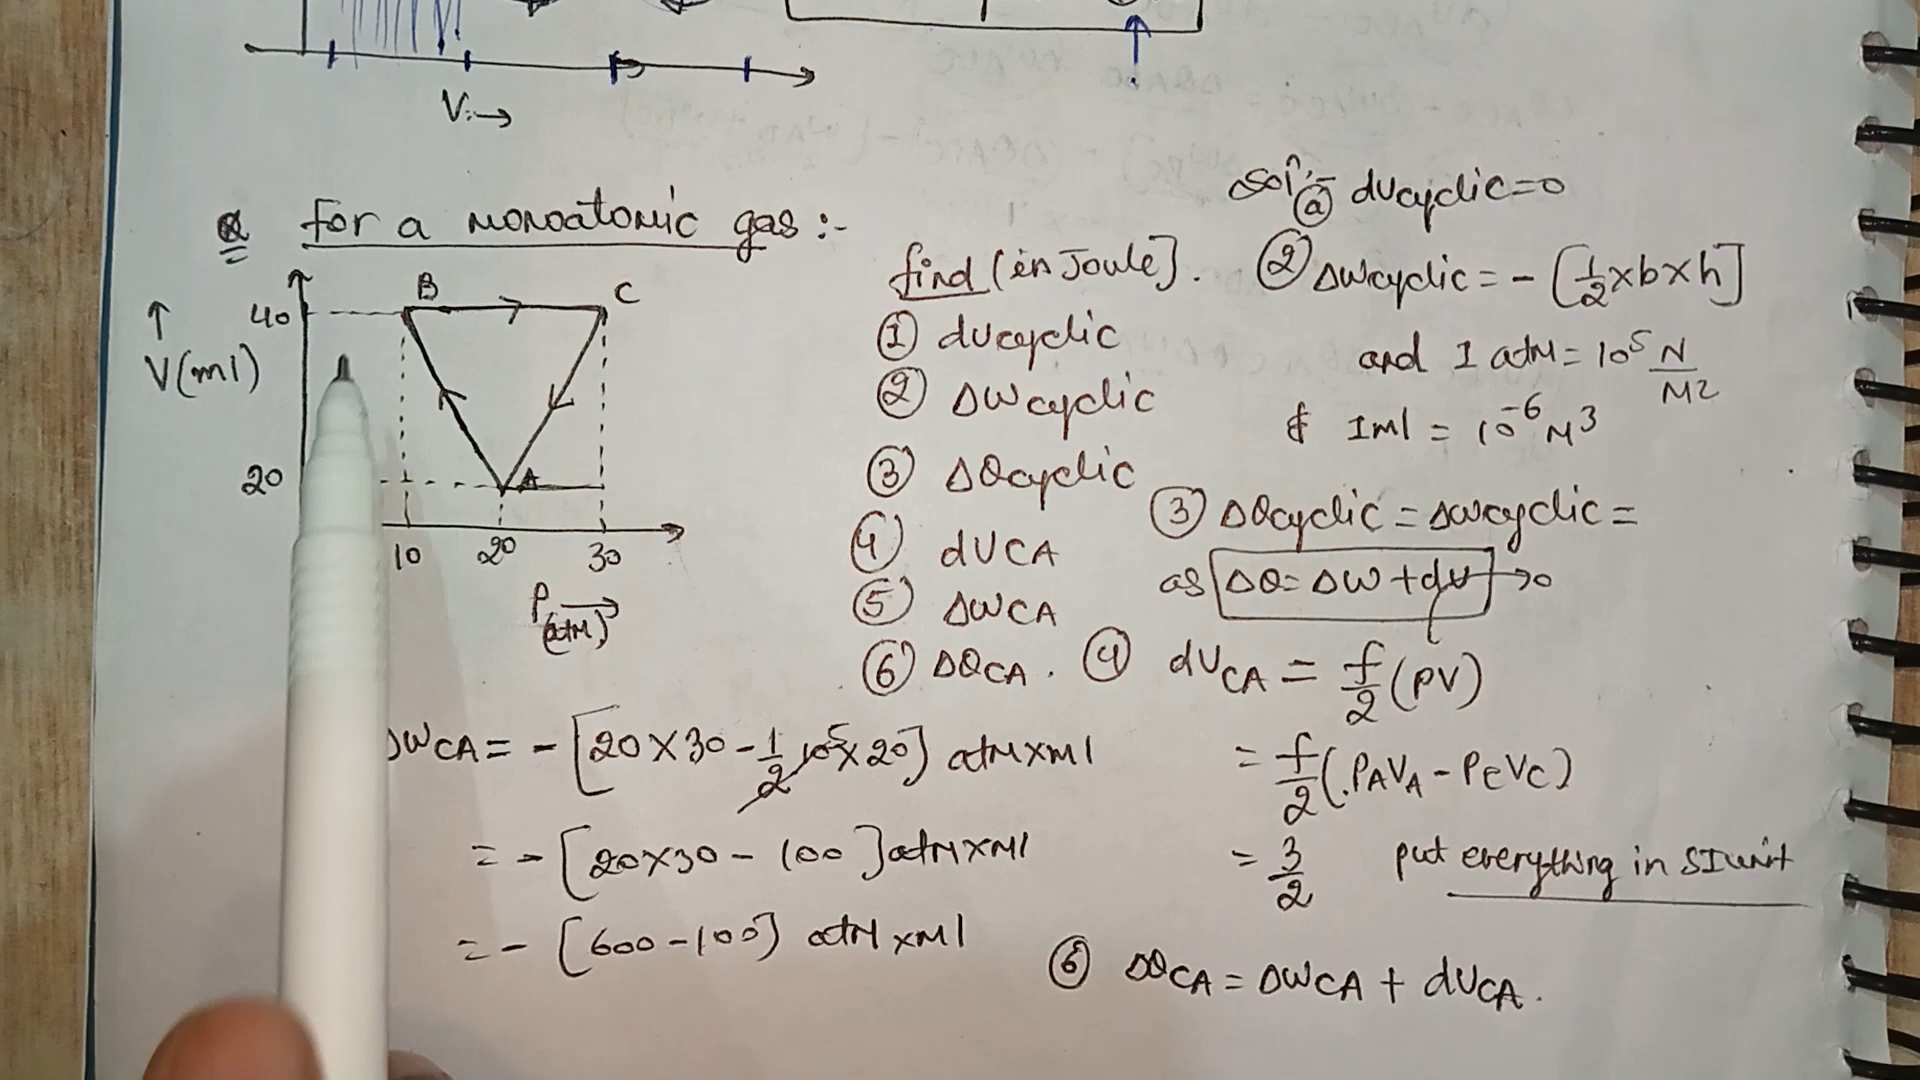 V→
Q for a monoatomic gas :-
↑
V(ml)
40
20
B
C
A
10 20 30
P→
(atm)
find (in Joule].
① dUcyclic
② ΔWcyclic
③ ΔQcyclic
④ dUCA
⑤ ΔWCA
⑥ ΔQCA.
Solⁿ:- ⓐ dUcyclic=0
② ΔWcyclic = - [½×b×h]
and 1 atm = 10⁵ N/M2
& 1ml = 10⁻⁶ M³
③ ΔQcyclic = ΔWcyclic =
as ΔQ = ΔW + dU →0
④ dUCA = f/2 (PV)
= f/2 (PAVA - PCVC)
= 3/2 put everything in SI unit
ΔWCA = - [20×30 - ½ 10×20] atm×ml
= - [20×30 - 100] atm×ml
= - [600-100] atm×ml
⑥ ΔQCA = ΔWCA + dUCA.